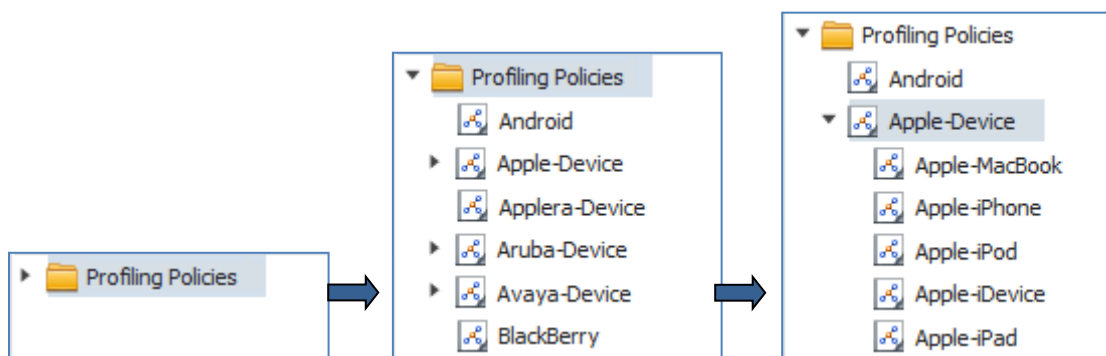 Profiling Policies
Profiling Policies
Android
Apple-Device
Applera-Device
Aruba-Device
Avaya-Device
BlackBerry
Profiling Policies
Android
Apple-Device
Apple-MacBook
Apple-iPhone
Apple-iPod
Apple-iDevice
Apple-iPad